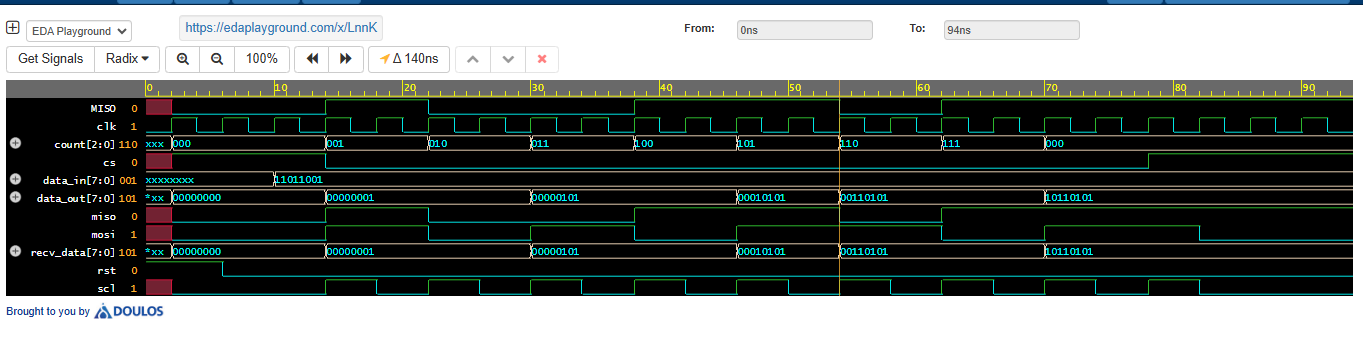 EDA Playground https://edaplayground.com/x/LnnK From: 0ns To: 94ns
Get Signals Radix 100% Δ 140ns
0 10 20 30 40 50 60 70 80 90
MISO 0
clk 1
count[2:0] 110 xxx 000 001 010 011 100 101 110 111 000
cs 0
data_in[7:0] 001 xxxxxxxx 11011001
data_out[7:0] 101 *xx 00000000 00000001 00000101 00010101 00110101 10110101
miso 0
mosi 1
recv_data[7:0] 101 *xx 00000000 00000001 00000101 00010101 00110101 10110101
rst 0
scl 1
Brought to you by DOULOS